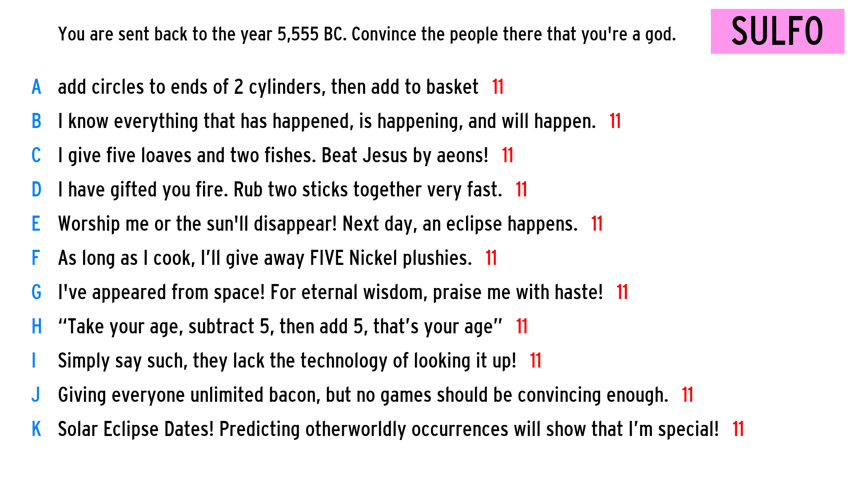 You are sent back to the year 5,555 BC. Convince the people there that you're a god.
SULFO
A add circles to ends of 2 cylinders, then add to basket 11
B I know everything that has happened, is happening, and will happen. 11
C I give five loaves and two fishes. Beat Jesus by aeons! 11
D I have gifted you fire. Rub two sticks together very fast. 11
E Worship me or the sun'll disappear! Next day, an eclipse happens. 11
F As long as I cook, I’ll give away FIVE Nickel plushies. 11
G I've appeared from space! For eternal wisdom, praise me with haste! 11
H “Take your age, subtract 5, then add 5, that’s your age” 11
I Simply say such, they lack the technology of looking it up! 11
J Giving everyone unlimited bacon, but no games should be convincing enough. 11
K Solar Eclipse Dates! Predicting otherworldly occurrences will show that I’m special! 11